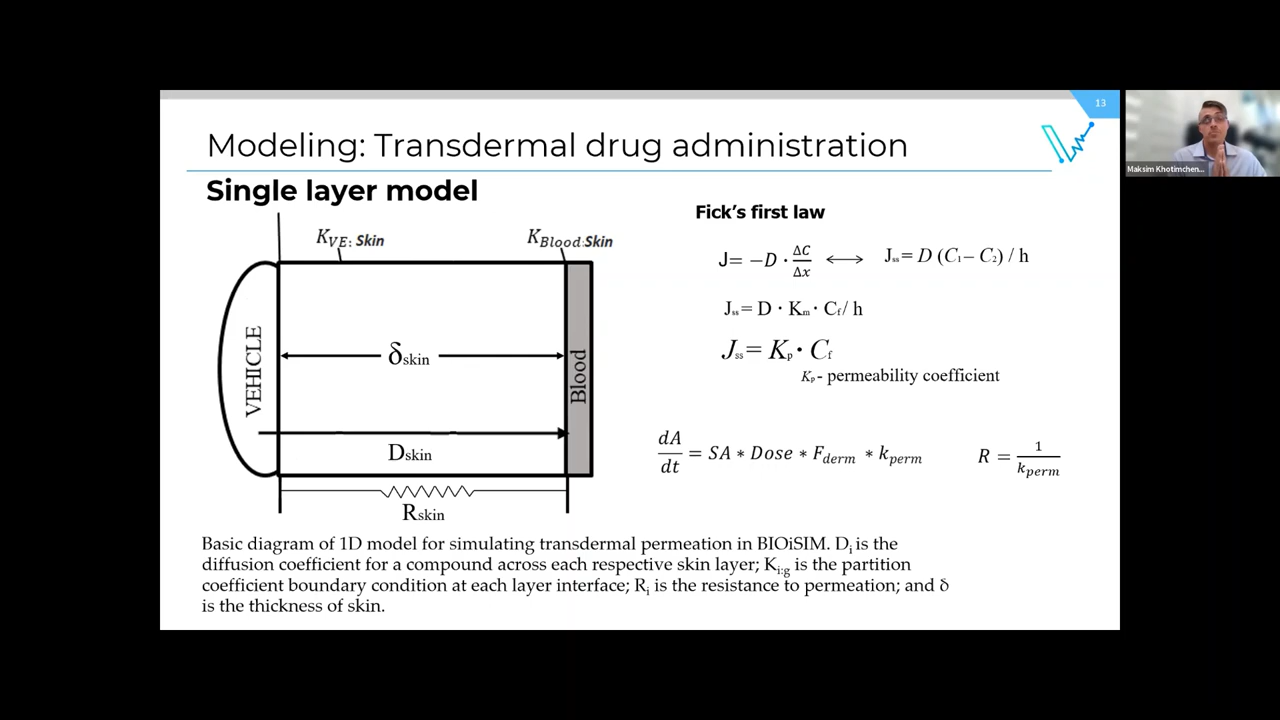 13
Modeling: Transdermal drug administration
Single layer model
K_VE: Skin
K_Blood:Skin
VEHICLE
δ_skin
Blood
D_skin
R_skin
Fick's first law
J= −D · ΔC/Δx ⟷ J_ss = D (C_1 – C_2) / h
J_ss = D · K_m · C_f / h
J_ss = K_p · C_f
K_p - permeability coefficient
dA/dt = SA * Dose * F_derm * k_perm
R = 1/k_perm
Basic diagram of 1D model for simulating transdermal permeation in BIOiSIM. D_i is the
diffusion coefficient for a compound across each respective skin layer; K_i:g is the partition
coefficient boundary condition at each layer interface; R_i is the resistance to permeation; and δ
is the thickness of skin.
Maksim Khotimchen...